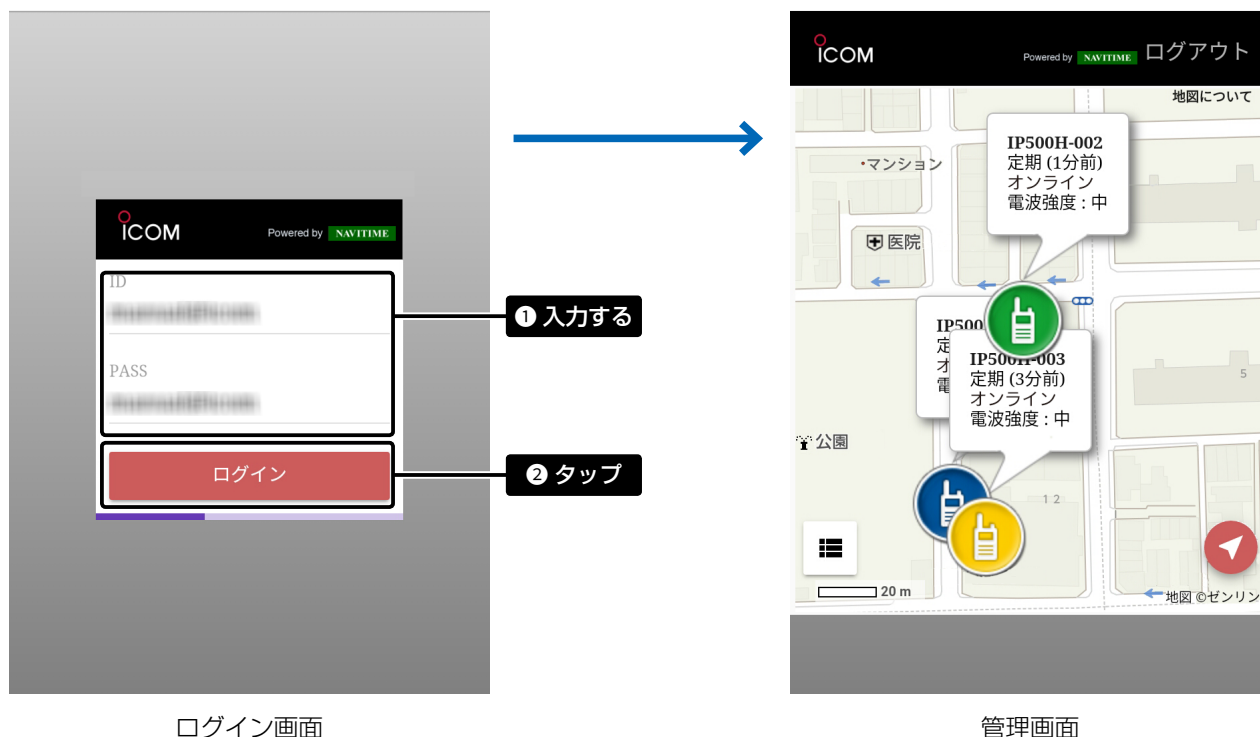 ICOM
Powered by NAVITIME
ID
PASS
ログイン
❶ 入力する
❷ タップ
ログイン画面
ICOM
Powered by NAVITIME ログアウト
地図について
IP500H-002
定期 (1分前)
オンライン
電波強度 : 中
マンション
医院
IP500
定
オ
電
IP500H-003
定期 (3分前)
オンライン
電波強度 : 中
5
公園
1 2
20 m
地図 ©ゼンリン
管理画面